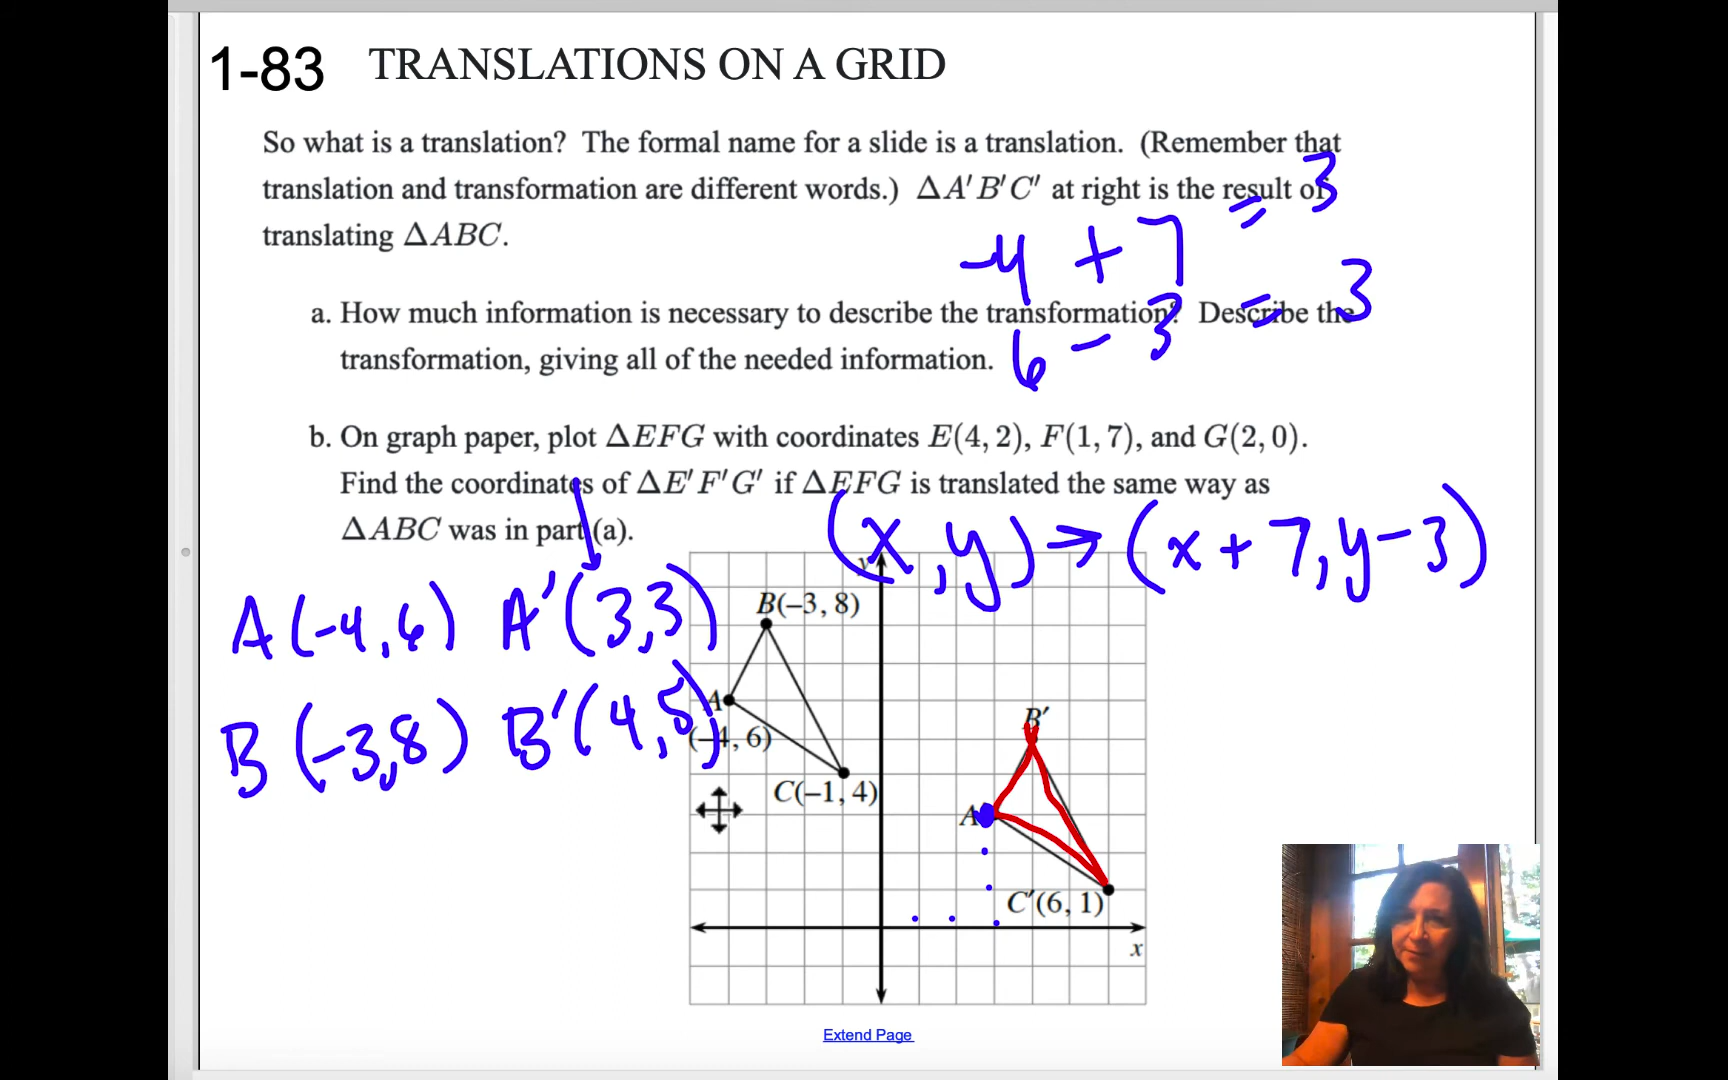 1-83 TRANSLATIONS ON A GRID
So what is a translation? The formal name for a slide is a translation. (Remember that
translation and transformation are different words.) ΔA′B′C′ at right is the result of
translating ΔABC.
-4 + 7 = 3
a. How much information is necessary to describe the transformation? Describe the
transformation, giving all of the needed information.
6 - 3 = 3
b. On graph paper, plot ΔEFG with coordinates E(4, 2), F(1, 7), and G(2, 0).
Find the coordinates of ΔE′F′G′ if ΔEFG is translated the same way as
ΔABC was in part (a).
(x,y) → (x+7,y-3)
A(-4,6) A′(3,3)
B(-3,8) B′(4,5)
y
B(–3, 8)
A
(–4, 6)
C(–1, 4)
B′
A
C′(6, 1)
x
Extend Page